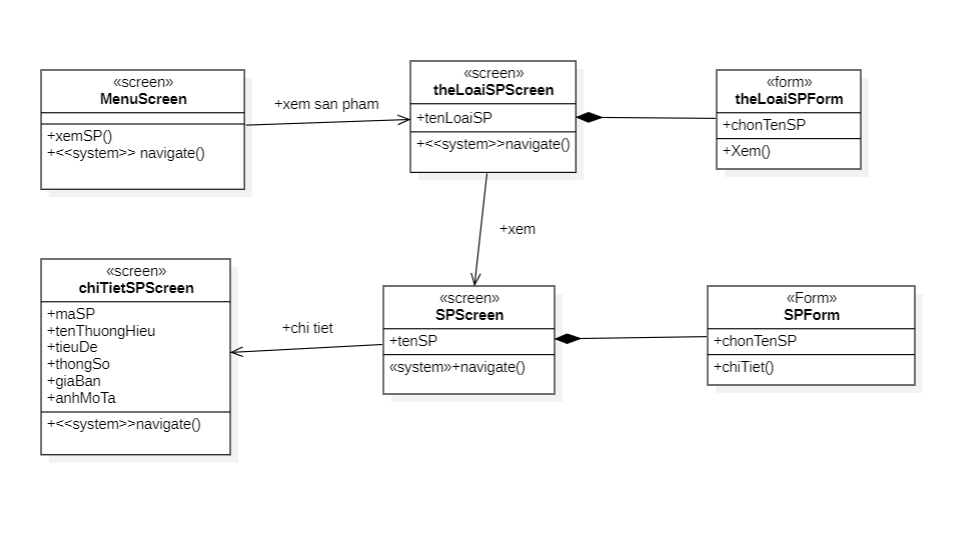 «screen»
MenuScreen
+xemSP()
+<<system>> navigate()
+xem san pham
«screen»
theLoaiSPScreen
+tenLoaiSP
+<<system>>navigate()
«form»
theLoaiSPForm
+chonTenSP
+Xem()
+xem
«screen»
chiTietSPScreen
+maSP
+tenThuongHieu
+tieuDe
+thongSo
+giaBan
+anhMoTa
+<<system>>navigate()
+chi tiet
«screen»
SPScreen
+tenSP
«system»+navigate()
«Form»
SPForm
+chonTenSP
+chiTiet()